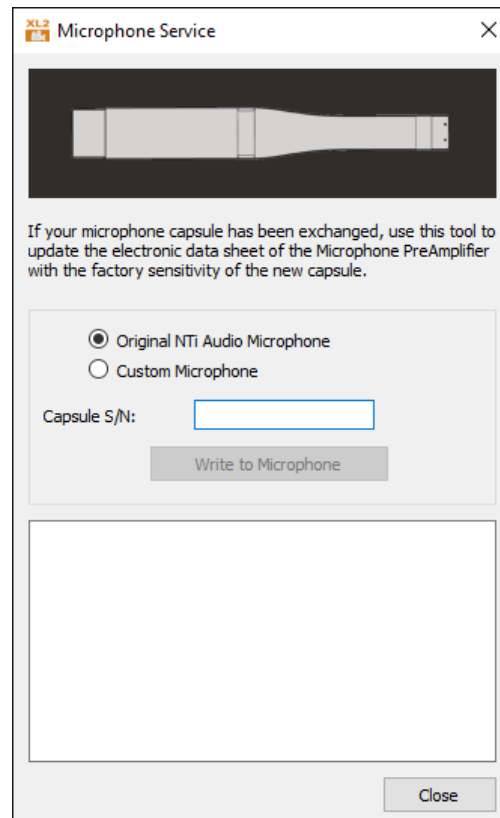 XL2
Microphone Service
If your microphone capsule has been exchanged, use this tool to
update the electronic data sheet of the Microphone PreAmplifier
with the factory sensitivity of the new capsule.
Original NTi Audio Microphone
Custom Microphone
Capsule S/N:
Write to Microphone
Close